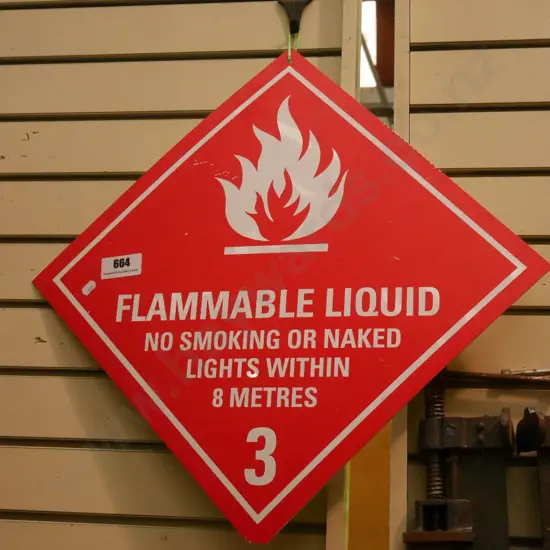 664
FLAMMABLE LIQUID
NO SMOKING OR NAKED
LIGHTS WITHIN
8 METRES
3